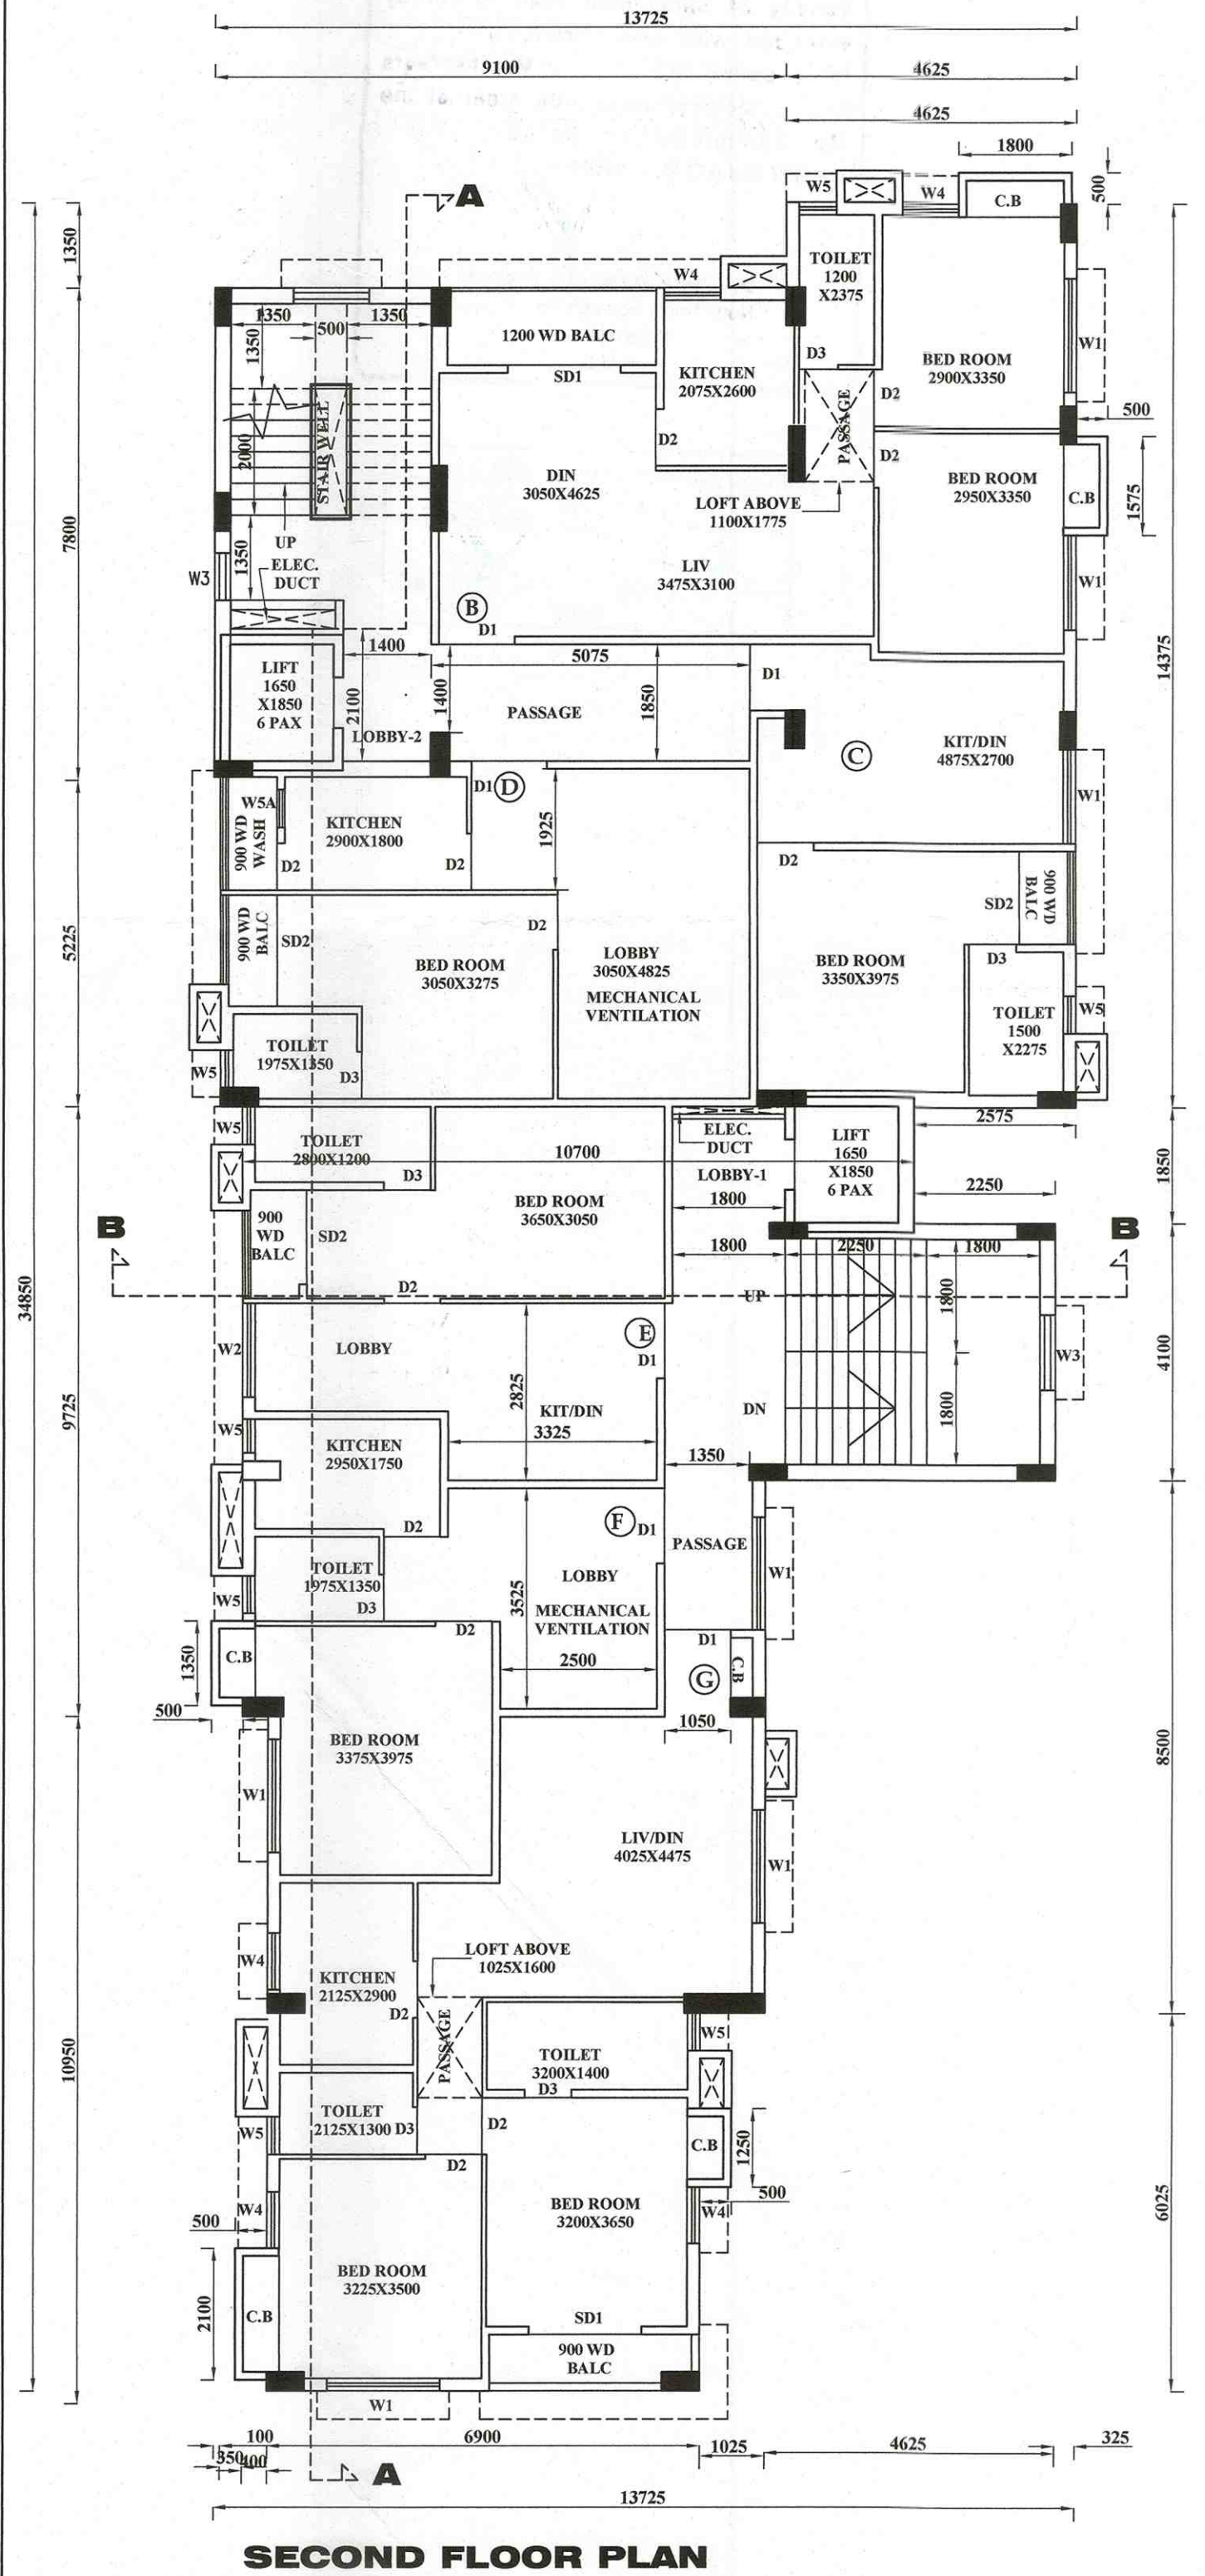 13725
9100
4625
4625
1800
500
A
W5
W4
C.B
1350
TOILET
1200
X2375
W4
1350
500
1350
1200 WD BALC
1350
D3
W1
BED ROOM
2900X3350
SD1
KITCHEN
2075X2600
D2
PASSAGE
500
2000
STAIR WELL
D2
D2
DIN
3050X4625
BED ROOM
2950X3350
C.B
1575
LOFT ABOVE
1100X1775
7800
UP
1350
ELEC.
DUCT
W3
LIV
3475X3100
W1
B
D1
1400
5075
14375
LIFT
1650
X1850
6 PAX
D1
2100
1400
1850
PASSAGE
LOBBY-2
KIT/DIN
4875X2700
C
D1
D
W1
W5A
900 WD
WASH
KITCHEN
2900X1800
1925
D2
D2
D2
900 WD
BALC
900 WD
BALC
SD2
D2
SD2
5225
BED ROOM
3050X3275
LOBBY
3050X4825
MECHANICAL
VENTILATION
BED ROOM
3350X3975
D3
TOILET
1500
X2275
W5
TOILET
1975X1350
D3
W5
W5
TOILET
2800X1200
D3
10700
ELEC.
DUCT
LOBBY-1
LIFT
1650
X1850
6 PAX
2575
1850
2250
1800
BED ROOM
3650X3050
900
WD
BALC
SD2
B
B
1800
2250
1800
D2
UP
1800
34850
E
W2
LOBBY
D1
W3
4100
2825
9725
KIT/DIN
3325
DN
1800
W5
KITCHEN
2950X1750
1350
D2
F
D1
PASSAGE
TOILET
1975X1350
LOBBY
W1
3525
MECHANICAL
VENTILATION
W5
D3
D2
D1
1350
C.B
2500
G
C.B
500
1050
BED ROOM
3375X3975
8500
W1
LIV/DIN
4025X4475
W1
LOFT ABOVE
1025X1600
W4
KITCHEN
2125X2900
D2
PASSAGE
W5
TOILET
3200X1400
10950
D3
TOILET
2125X1300
D3
D2
W5
C.B
1250
D2
500
W4
W4
BED ROOM
3200X3650
500
6025
BED ROOM
3225X3500
2100
C.B
SD1
900 WD
BALC
W1
100
6900
1025
4625
325
350
400
A
13725
SECOND FLOOR PLAN